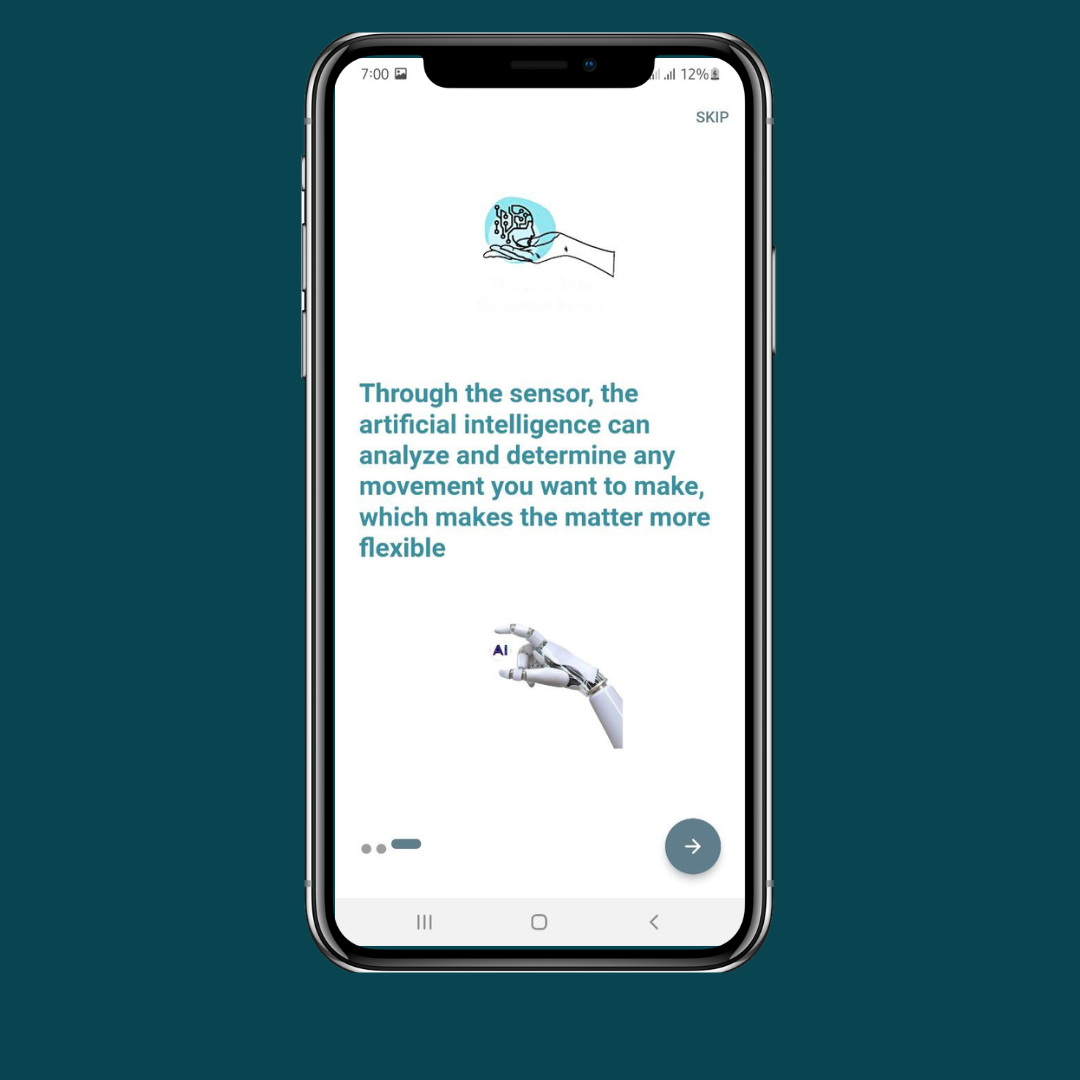 7:00
12%
SKIP
Through the sensor, the
artificial intelligence can
analyze and determine any
movement you want to make,
which makes the matter more
flexible
AI